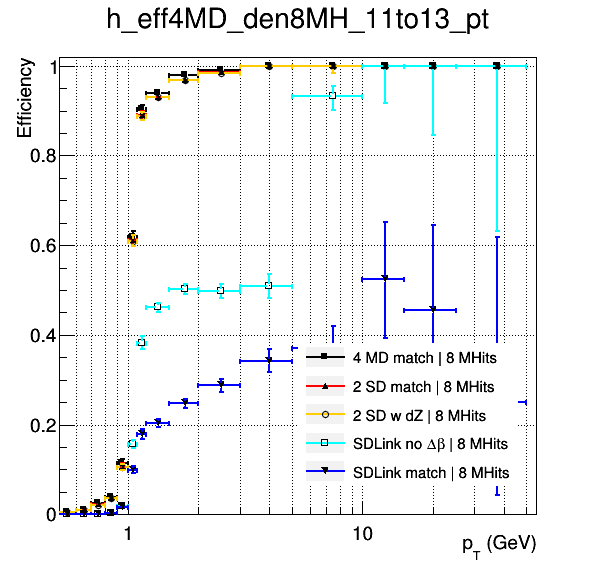 h_eff4MD_den8MH_11to13_pt
Efficiency
1
0.8
0.6
0.4
0.2
0
4 MD match | 8 MHits
2 SD match | 8 MHits
2 SD w dZ | 8 MHits
SDLink no Δβ | 8 MHits
SDLink match | 8 MHits
1
10
p_T (GeV)